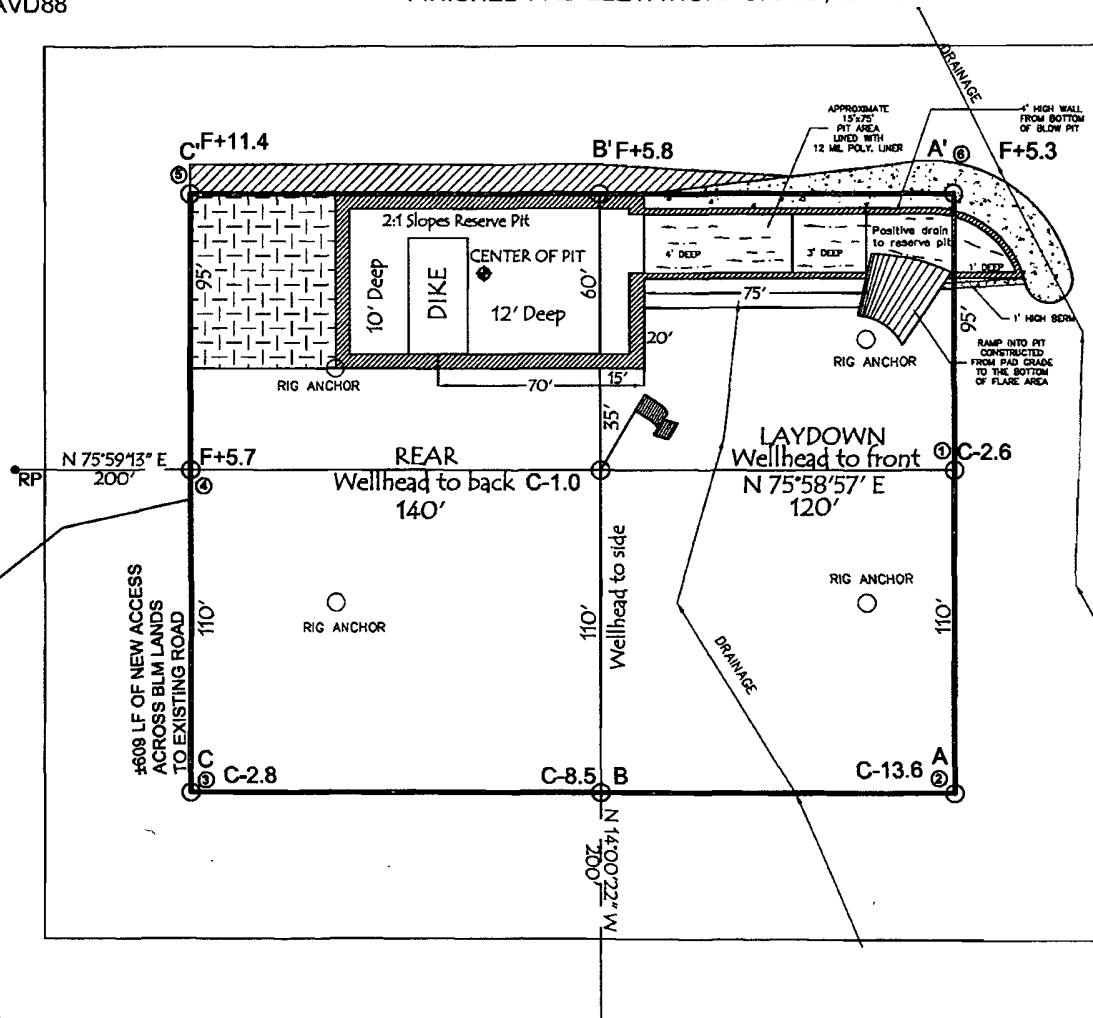 AVD88
DRAINAGE
APPROXIMATE
15'x75'
PIT AREA
LINED WITH
12 MIL POLY. LINER
4' HIGH WALL
FROM BOTTOM
OF BLOW PIT
C' F+11.4
⑤
B' F+5.8
A' ⑥ F+5.3
2:1 Slopes Reserve Pit
CENTER OF PIT
95'
10' Deep
DIKE
12' Deep
60'
4' DEEP
3' DEEP
Positive drain
to reserve pit
1' DEEP
75'
20'
1' HIGH BERM
95'
RIG ANCHOR
RIG ANCHOR
RAMP INTO PIT
CONSTRUCTED
FROM PAD GRADE
TO THE BOTTOM
OF FLARE AREA
70'
15'
35'
RP
N 75°59'13" E
200'
F+5.7
④
REAR
Wellhead to back C-1.0
140'
LAYDOWN
Wellhead to front
N 75°58'57' E
120'
① C-2.6
Wellhead to side
110'
110'
110'
RIG ANCHOR
RIG ANCHOR
DRAINAGE
±609 LF OF NEW ACCESS
ACROSS BLM LANDS
TO EXISTING ROAD
C
③ C-2.8
C-8.5 B
A
C-13.6 ②
N 14°00'22" W
200'